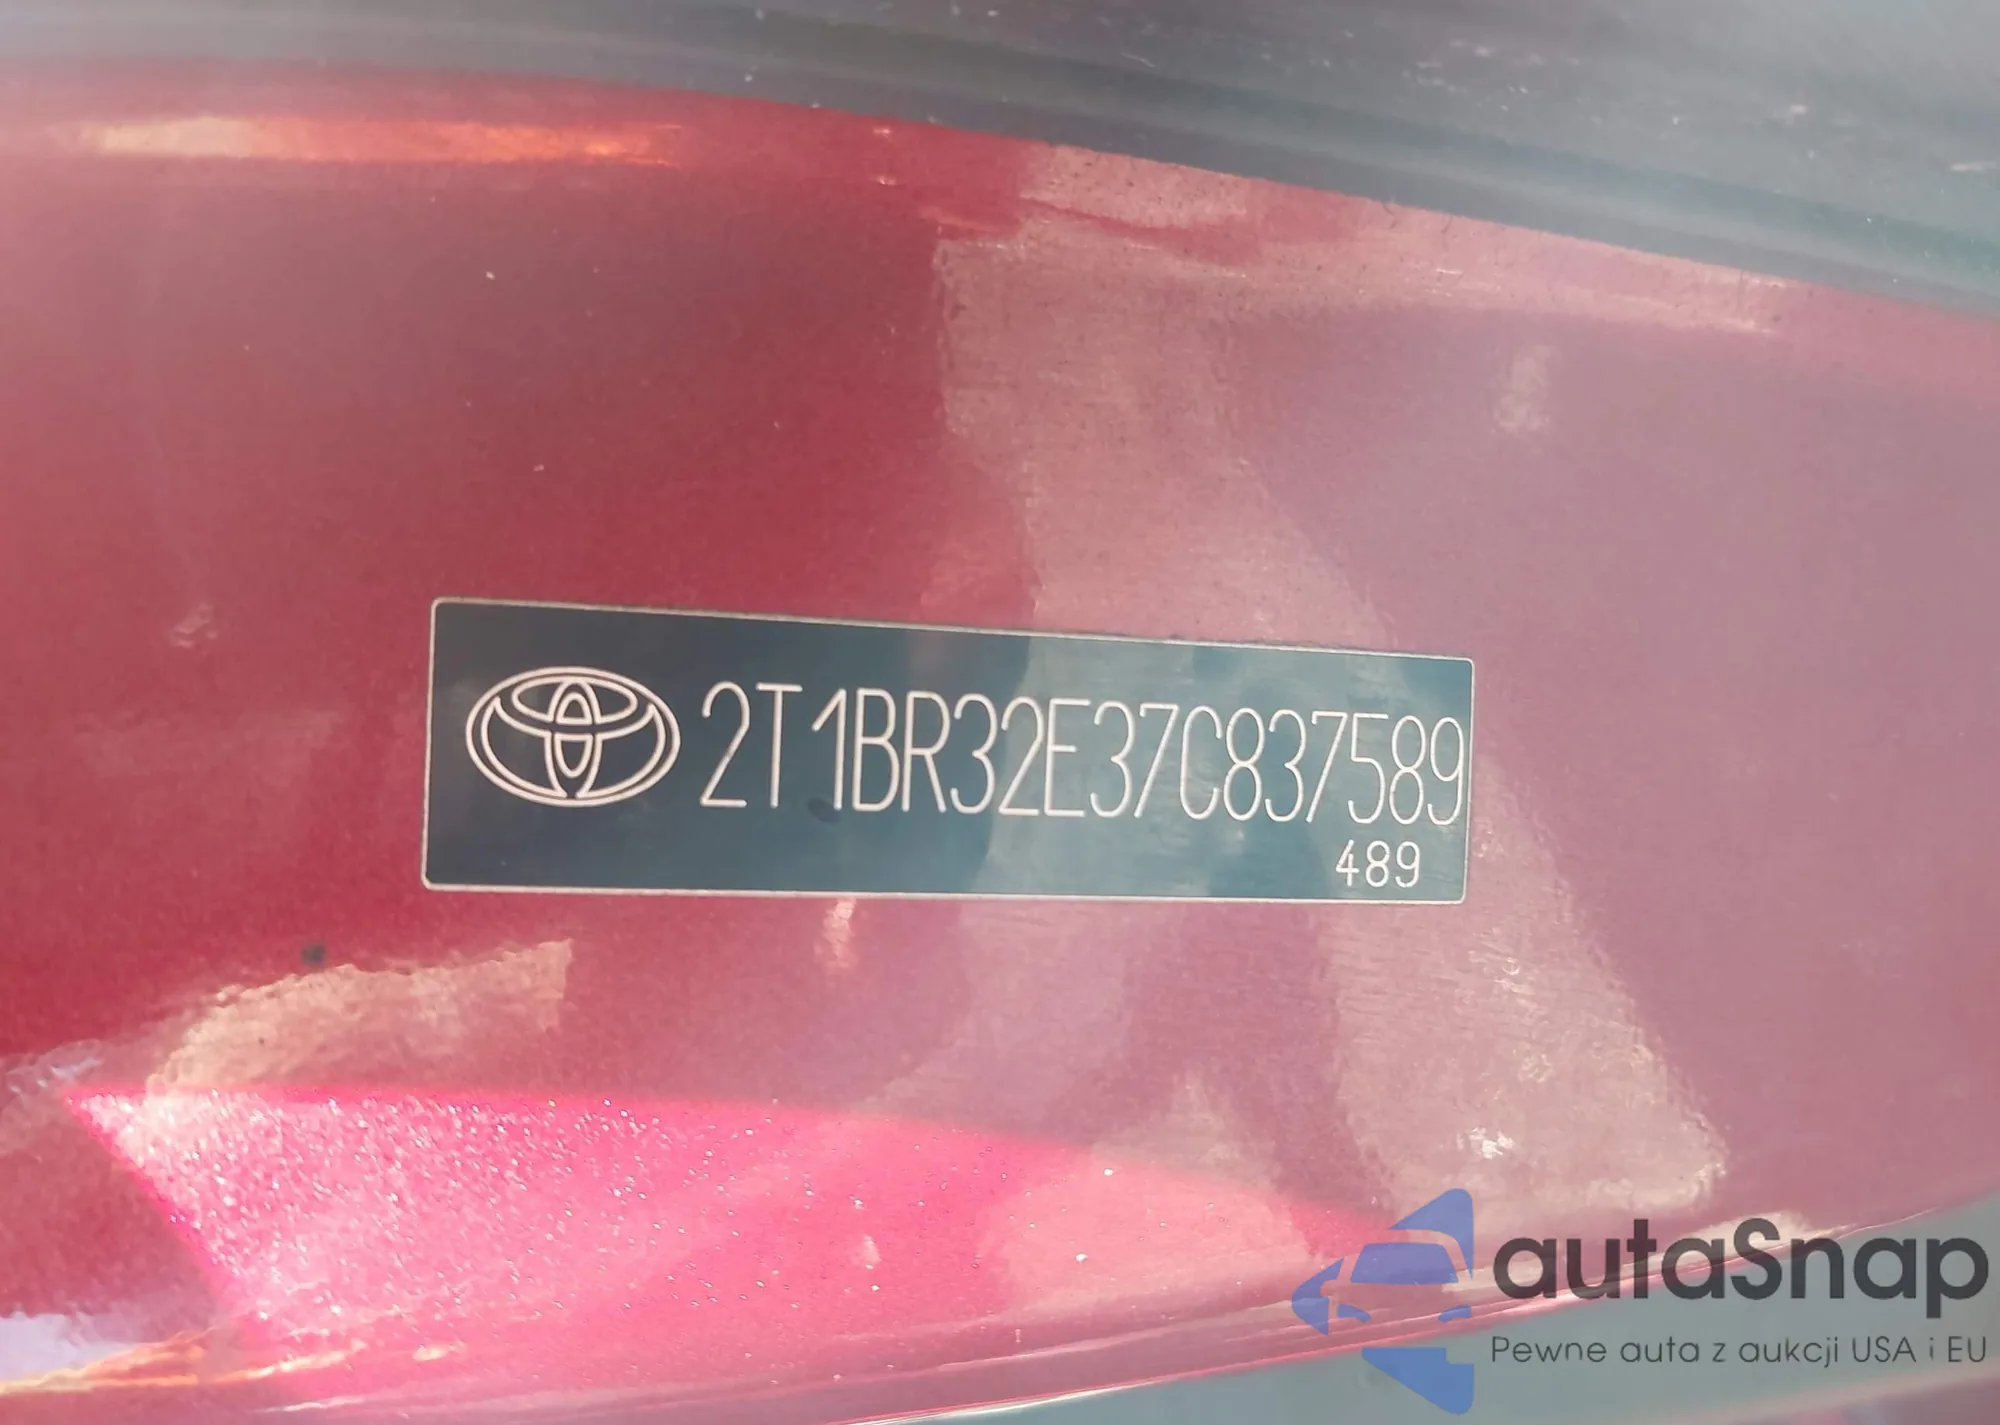 2T1BR32E37C837589
489
autaSnap
Pewne auta z aukcji USA i EU